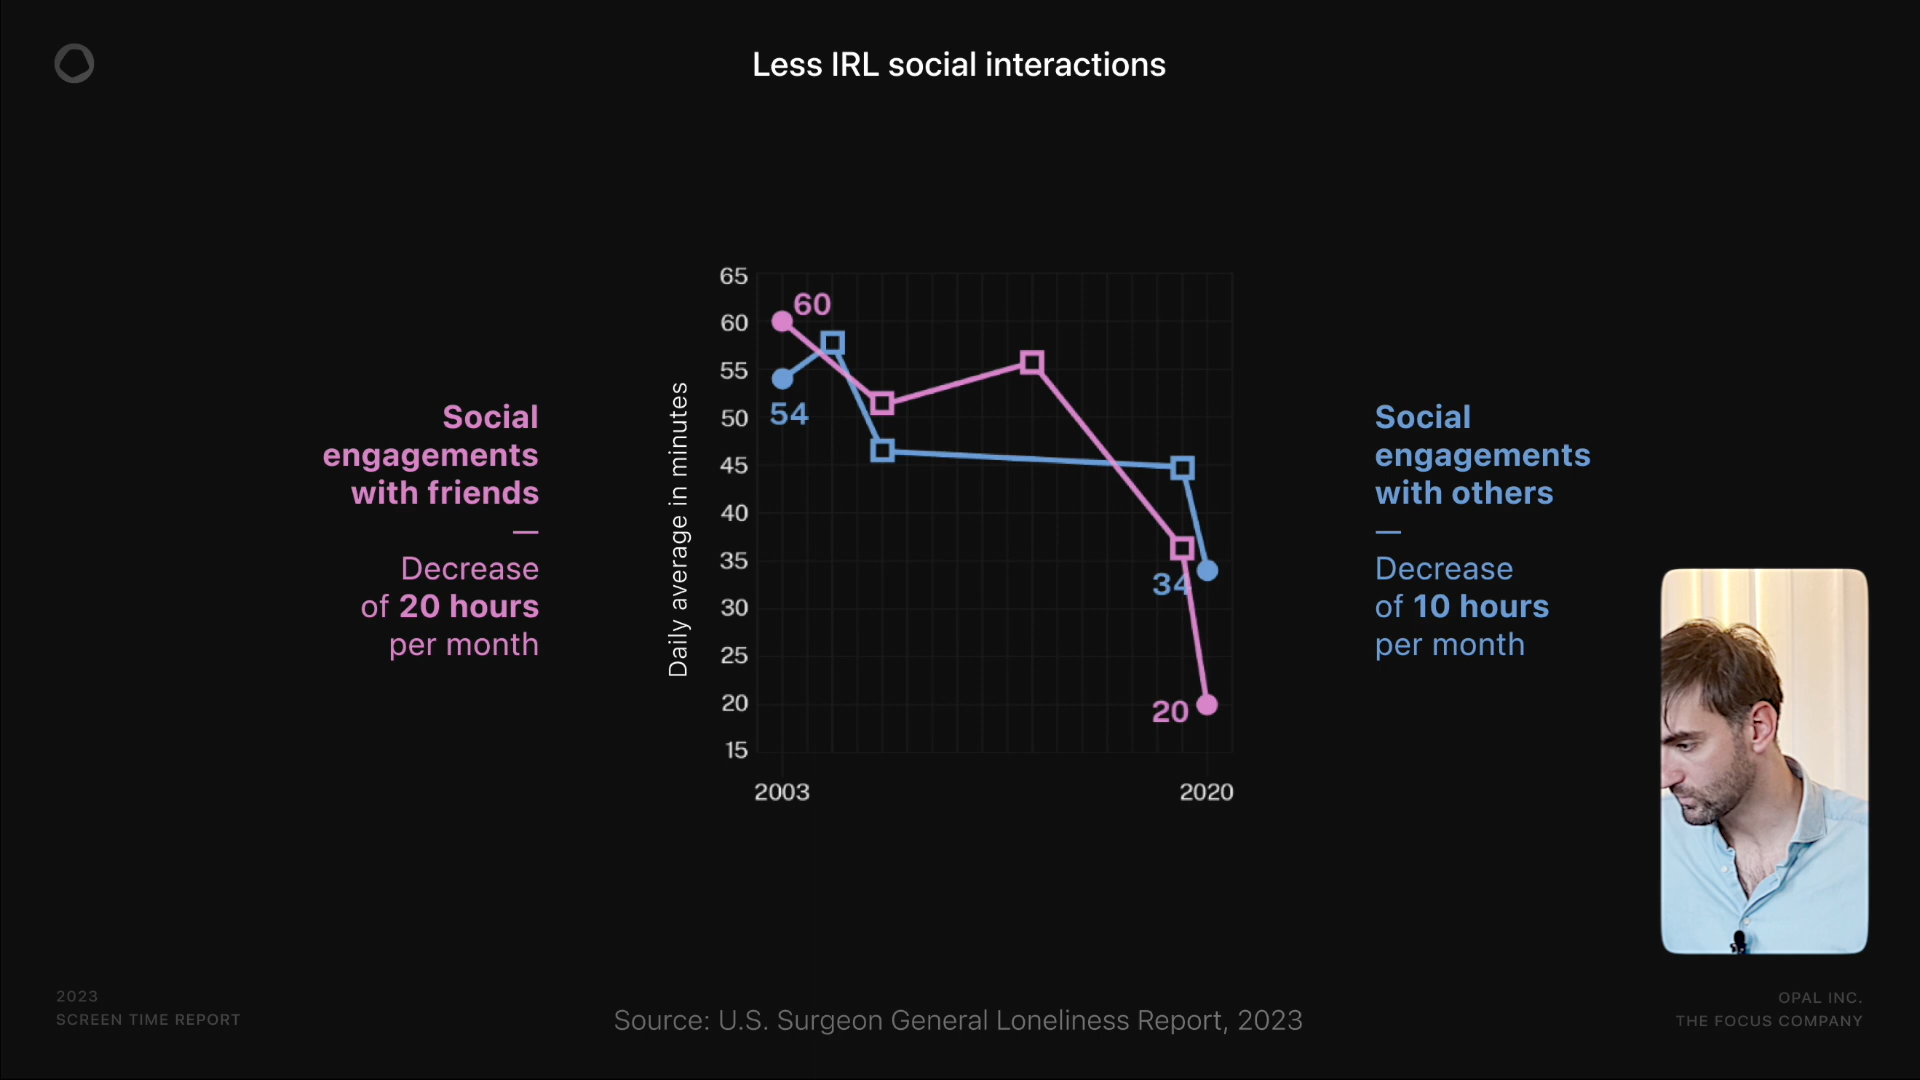 Less IRL social interactions
65
60
60
55
54
50
45
40
35
34
30
25
20
20
15
2003
2020
Daily average in minutes
Social
engagements
with friends
—
Decrease
of 20 hours
per month
Social
engagements
with others
—
Decrease
of 10 hours
per month
2023
SCREEN TIME REPORT
Source: U.S. Surgeon General Loneliness Report, 2023
OPAL INC.
THE FOCUS COMPANY